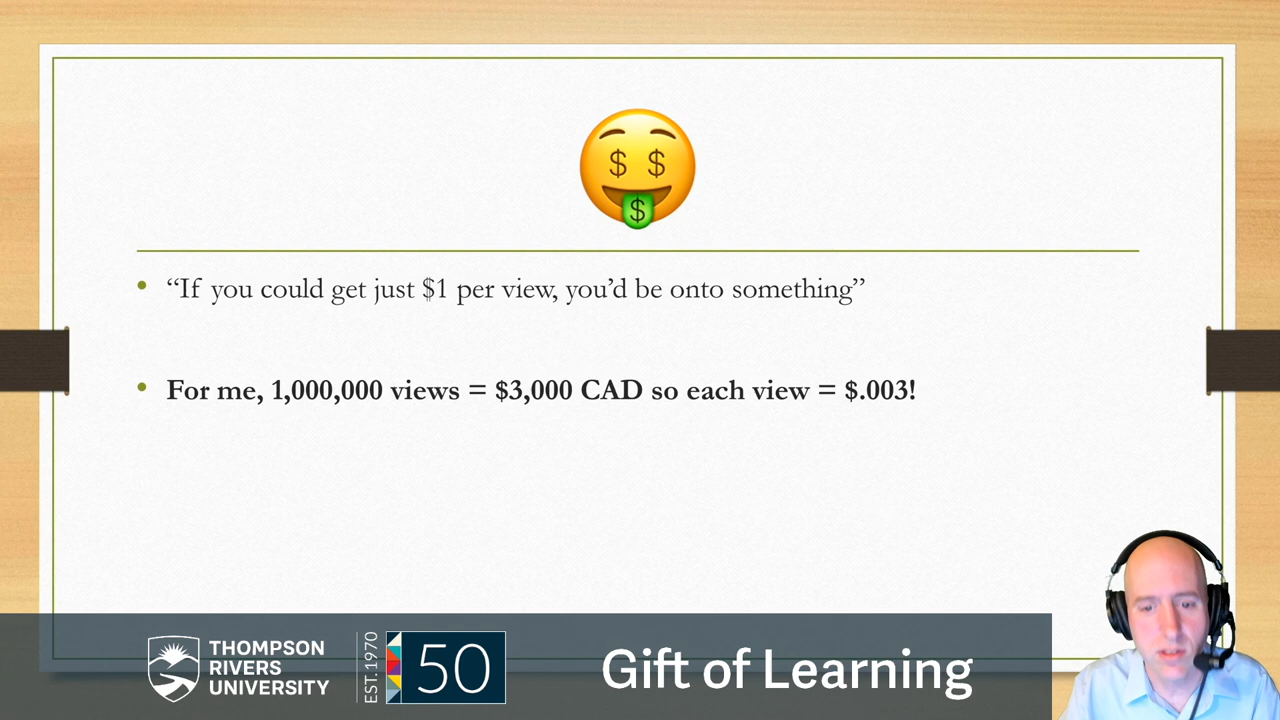 $ $
$
“If you could get just $1 per view, you’d be onto something”
For me, 1,000,000 views = $3,000 CAD so each view = $.003!
THOMPSON
RIVERS
UNIVERSITY
EST.1970
50
Gift of Learning